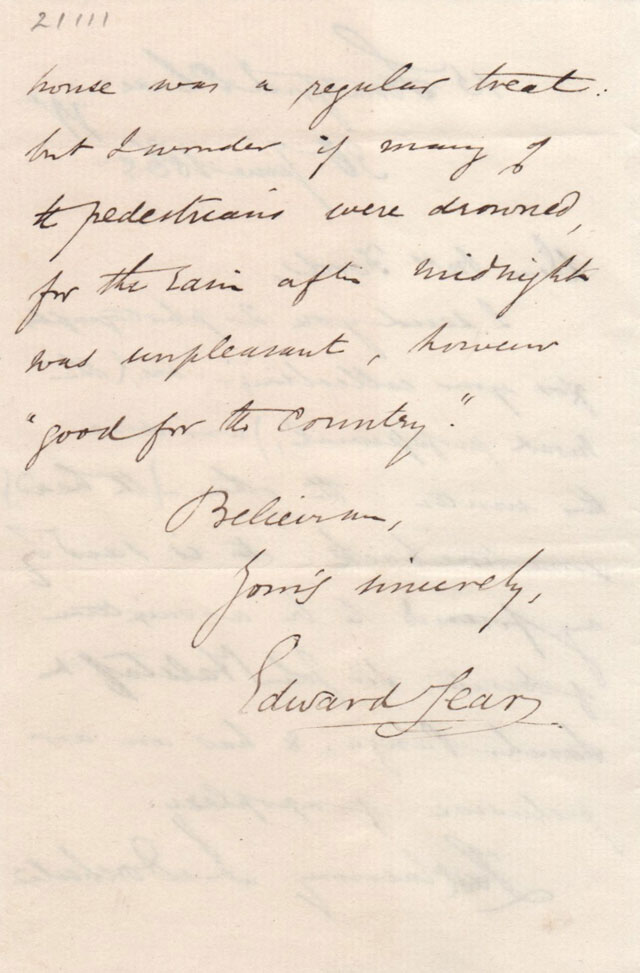 21111
house was a regular treat:
but I wonder if many of
th pedestrians were drowned,
for the rain after midnight
was unpleasant, however
"good for the country."
Believe me,
Yours sincerely,
Edward Lear